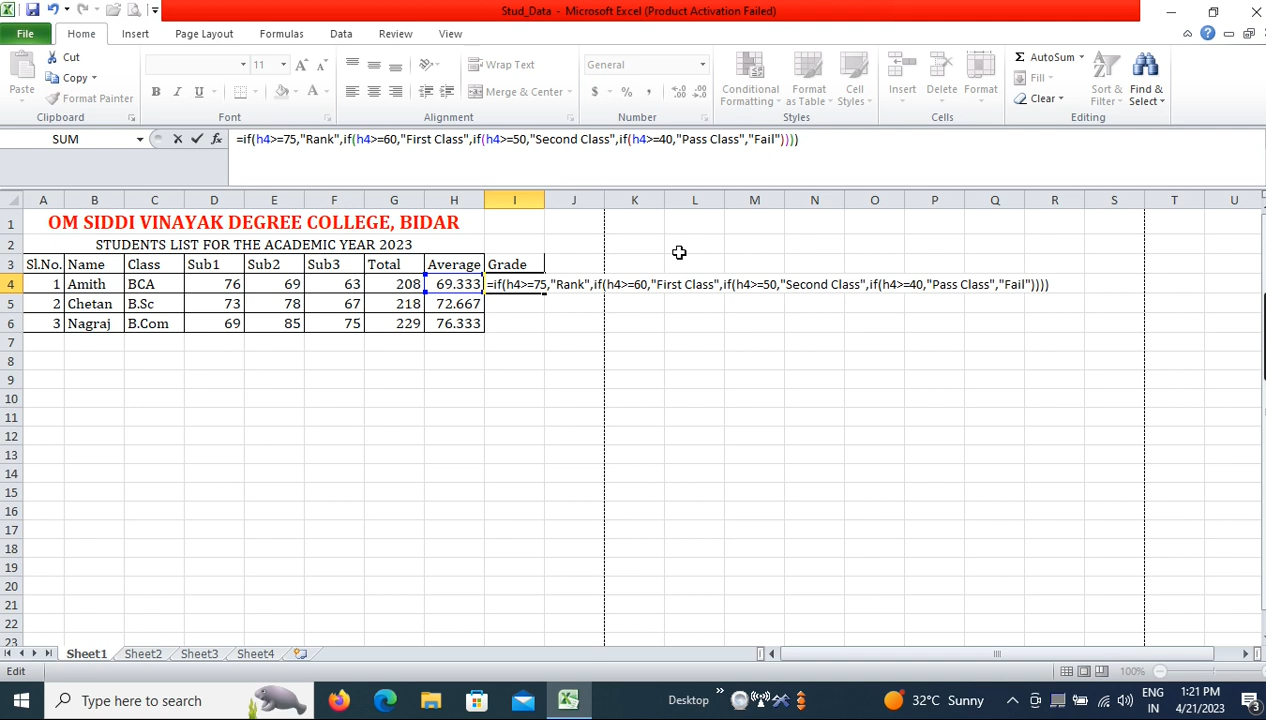 Stud_Data - Microsoft Excel (Product Activation Failed)
File Home Insert Page Layout Formulas Data Review View
Paste
Cut
Copy
Format Painter
Clipboard
11 A A
B I U A
Font
Wrap Text
Merge & Center
Alignment
General
$ % , .0 .00 .00 .0
Number
Conditional Formatting
Format as Table
Cell Styles
Styles
Insert Delete Format
Cells
Σ AutoSum
Fill
Clear
Sort & Filter
Find & Select
Editing
SUM fx =if(h4>=75,"Rank",if(h4>=60,"First Class",if(h4>=50,"Second Class",if(h4>=40,"Pass Class","Fail"))))
A B C D E F G H I J K L M N O P Q R S T U
1 OM SIDDI VINAYAK DEGREE COLLEGE, BIDAR
2 STUDENTS LIST FOR THE ACADEMIC YEAR 2023
3 Sl.No. Name Class Sub1 Sub2 Sub3 Total Average Grade
4 1 Amith BCA 76 69 63 208 69.333 =if(h4>=75,"Rank",if(h4>=60,"First Class",if(h4>=50,"Second Class",if(h4>=40,"Pass Class","Fail"))))
5 2 Chetan B.Sc 73 78 67 218 72.667
6 3 Nagraj B.Com 69 85 75 229 76.333
7
8
9
10
11
12
13
14
15
16
17
18
19
20
21
22
23
Sheet1 Sheet2 Sheet3 Sheet4
Edit 100%
Type here to search
Desktop
32°C Sunny
ENG
IN
1:21 PM
4/21/2023
3